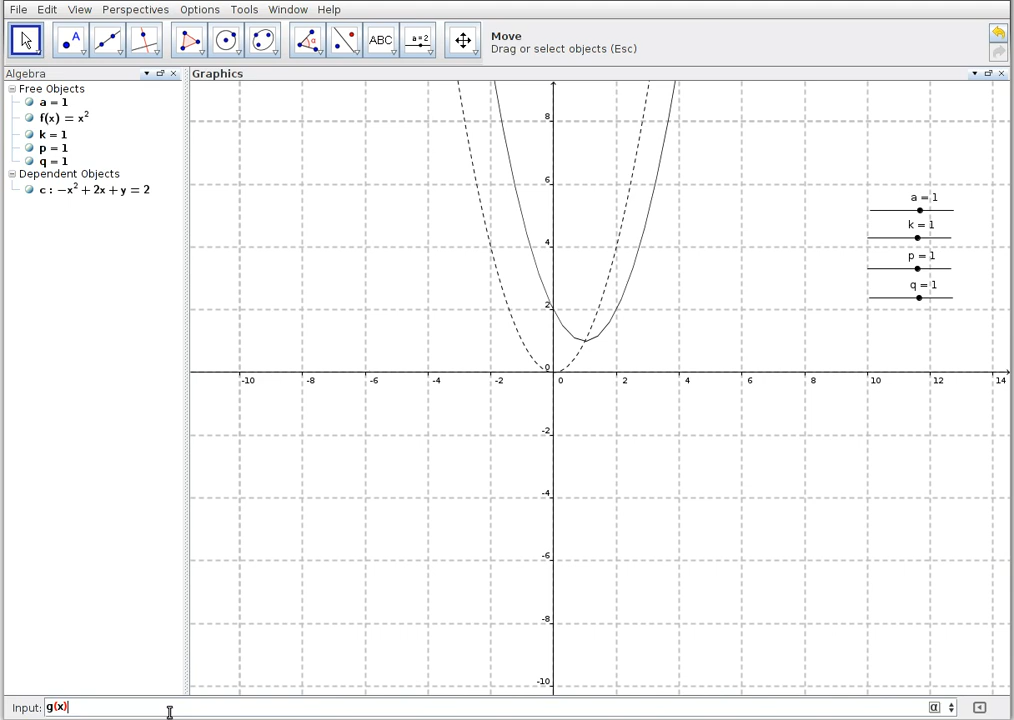 File Edit View Perspectives Options Tools Window Help
A
α
ABC
a=2
Move
Drag or select objects (Esc)
Algebra
Graphics
Free Objects
a = 1
f(x) = x²
k = 1
p = 1
q = 1
Dependent Objects
c : −x² + 2x + y = 2
8
6
4
2
0
-10 -8 -6 -4 -2 0 2 4 6 8 10 12 14
-2
-4
-6
-8
-10
a = 1
k = 1
p = 1
q = 1
Input: g(x)
α